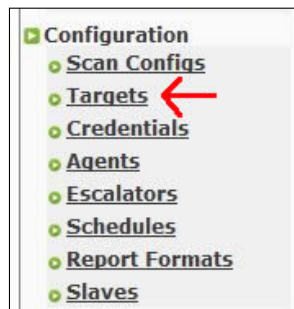 Configuration
Scan Configs
Targets
Credentials
Agents
Escalators
Schedules
Report Formats
Slaves